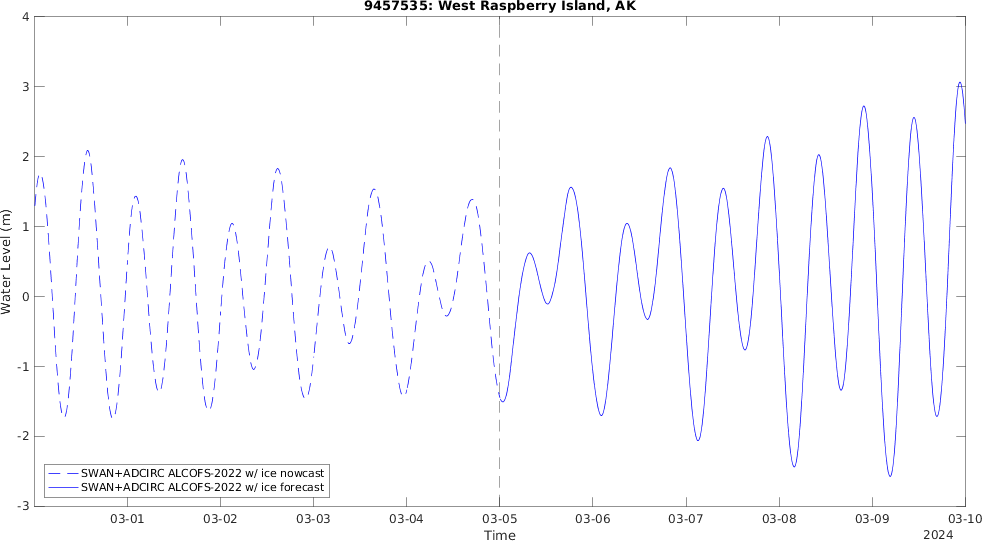 9457535: West Raspberry Island, AK
4
3
2
1
0
-1
-2
-3
Water Level (m)
SWAN+ADCIRC ALCOFS-2022 w/ ice nowcast
SWAN+ADCIRC ALCOFS-2022 w/ ice forecast
03-01 03-02 03-03 03-04 03-05 03-06 03-07 03-08 03-09 03-10
Time
2024